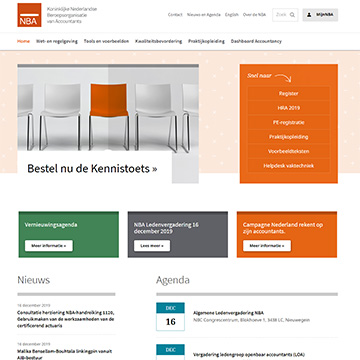 NBA
Koninklijke Nederlandse
Beroepsorganisatie
van Accountants
Contact
Nieuws en Agenda
English
Over de NBA
MijnNBA
Home
Wet- en regelgeving
Tools en voorbeelden
Kwaliteitsbevordering
Praktijkopleiding
Dashboard Accountancy
Bestel nu de Kennistoets »
Snel naar
Register
HRA 2019
PE-registratie
Praktijkopleiding
Voorbeeldteksten
Helpdesk vaktechniek
Vernieuwingsagenda
Meer informatie »
NBA Ledenvergadering 16
december 2019
Lees meer »
Campagne Nederland rekent op
zijn accountants.
Meer informatie »
Nieuws
16 december 2019
Consultatie herziening NBA-handreiking 1120,
Gebruikmaken van de werkzaamheden van de
certificerend actuaris
16 december 2019
Malika Bensellam-Bouhtala linkingpin vanuit
AIB-Bestuur
Agenda
DEC
16
Algemene Ledenvergadering NBA
NBC Congrescentrum, Blokhoeve 1, 3438 LC, Nieuwegein
DEC
Vergadering ledengroep openbaar accountants (LOA)